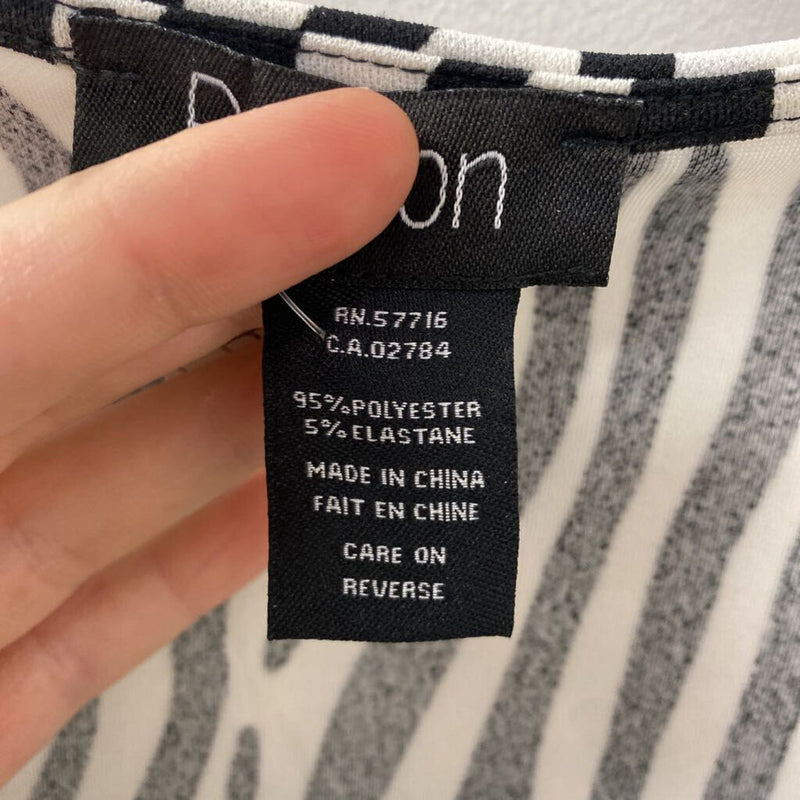 RN.57716
C.A.02784
95%POLYESTER
5%ELASTANE
MADE IN CHINA
FAIT EN CHINE
CARE ON
REVERSE